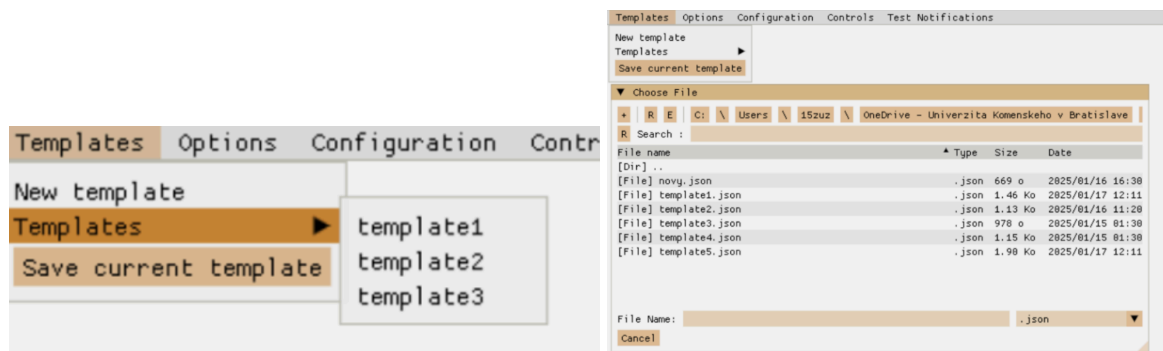 Templates Options Configuration Contr
New template
Templates
Save current template
template1
template2
template3
Templates Options Configuration Controls Test Notifications
New template
Templates
Save current template
Choose File
+ R E C: \ Users \ 15zuz \ OneDrive - Univerzita Komenskeho v Bratislave
R Search :
File name Type Size Date
[Dir] ..
[File] novy.json .json 669 o 2025/01/16 16:30
[File] template1.json .json 1.46 Ko 2025/01/17 12:11
[File] template2.json .json 1.13 Ko 2025/01/16 11:20
[File] template3.json .json 978 o 2025/01/15 01:30
[File] template4.json .json 1.15 Ko 2025/01/15 01:30
[File] template5.json .json 1.90 Ko 2025/01/17 12:11
File Name: .json
Cancel